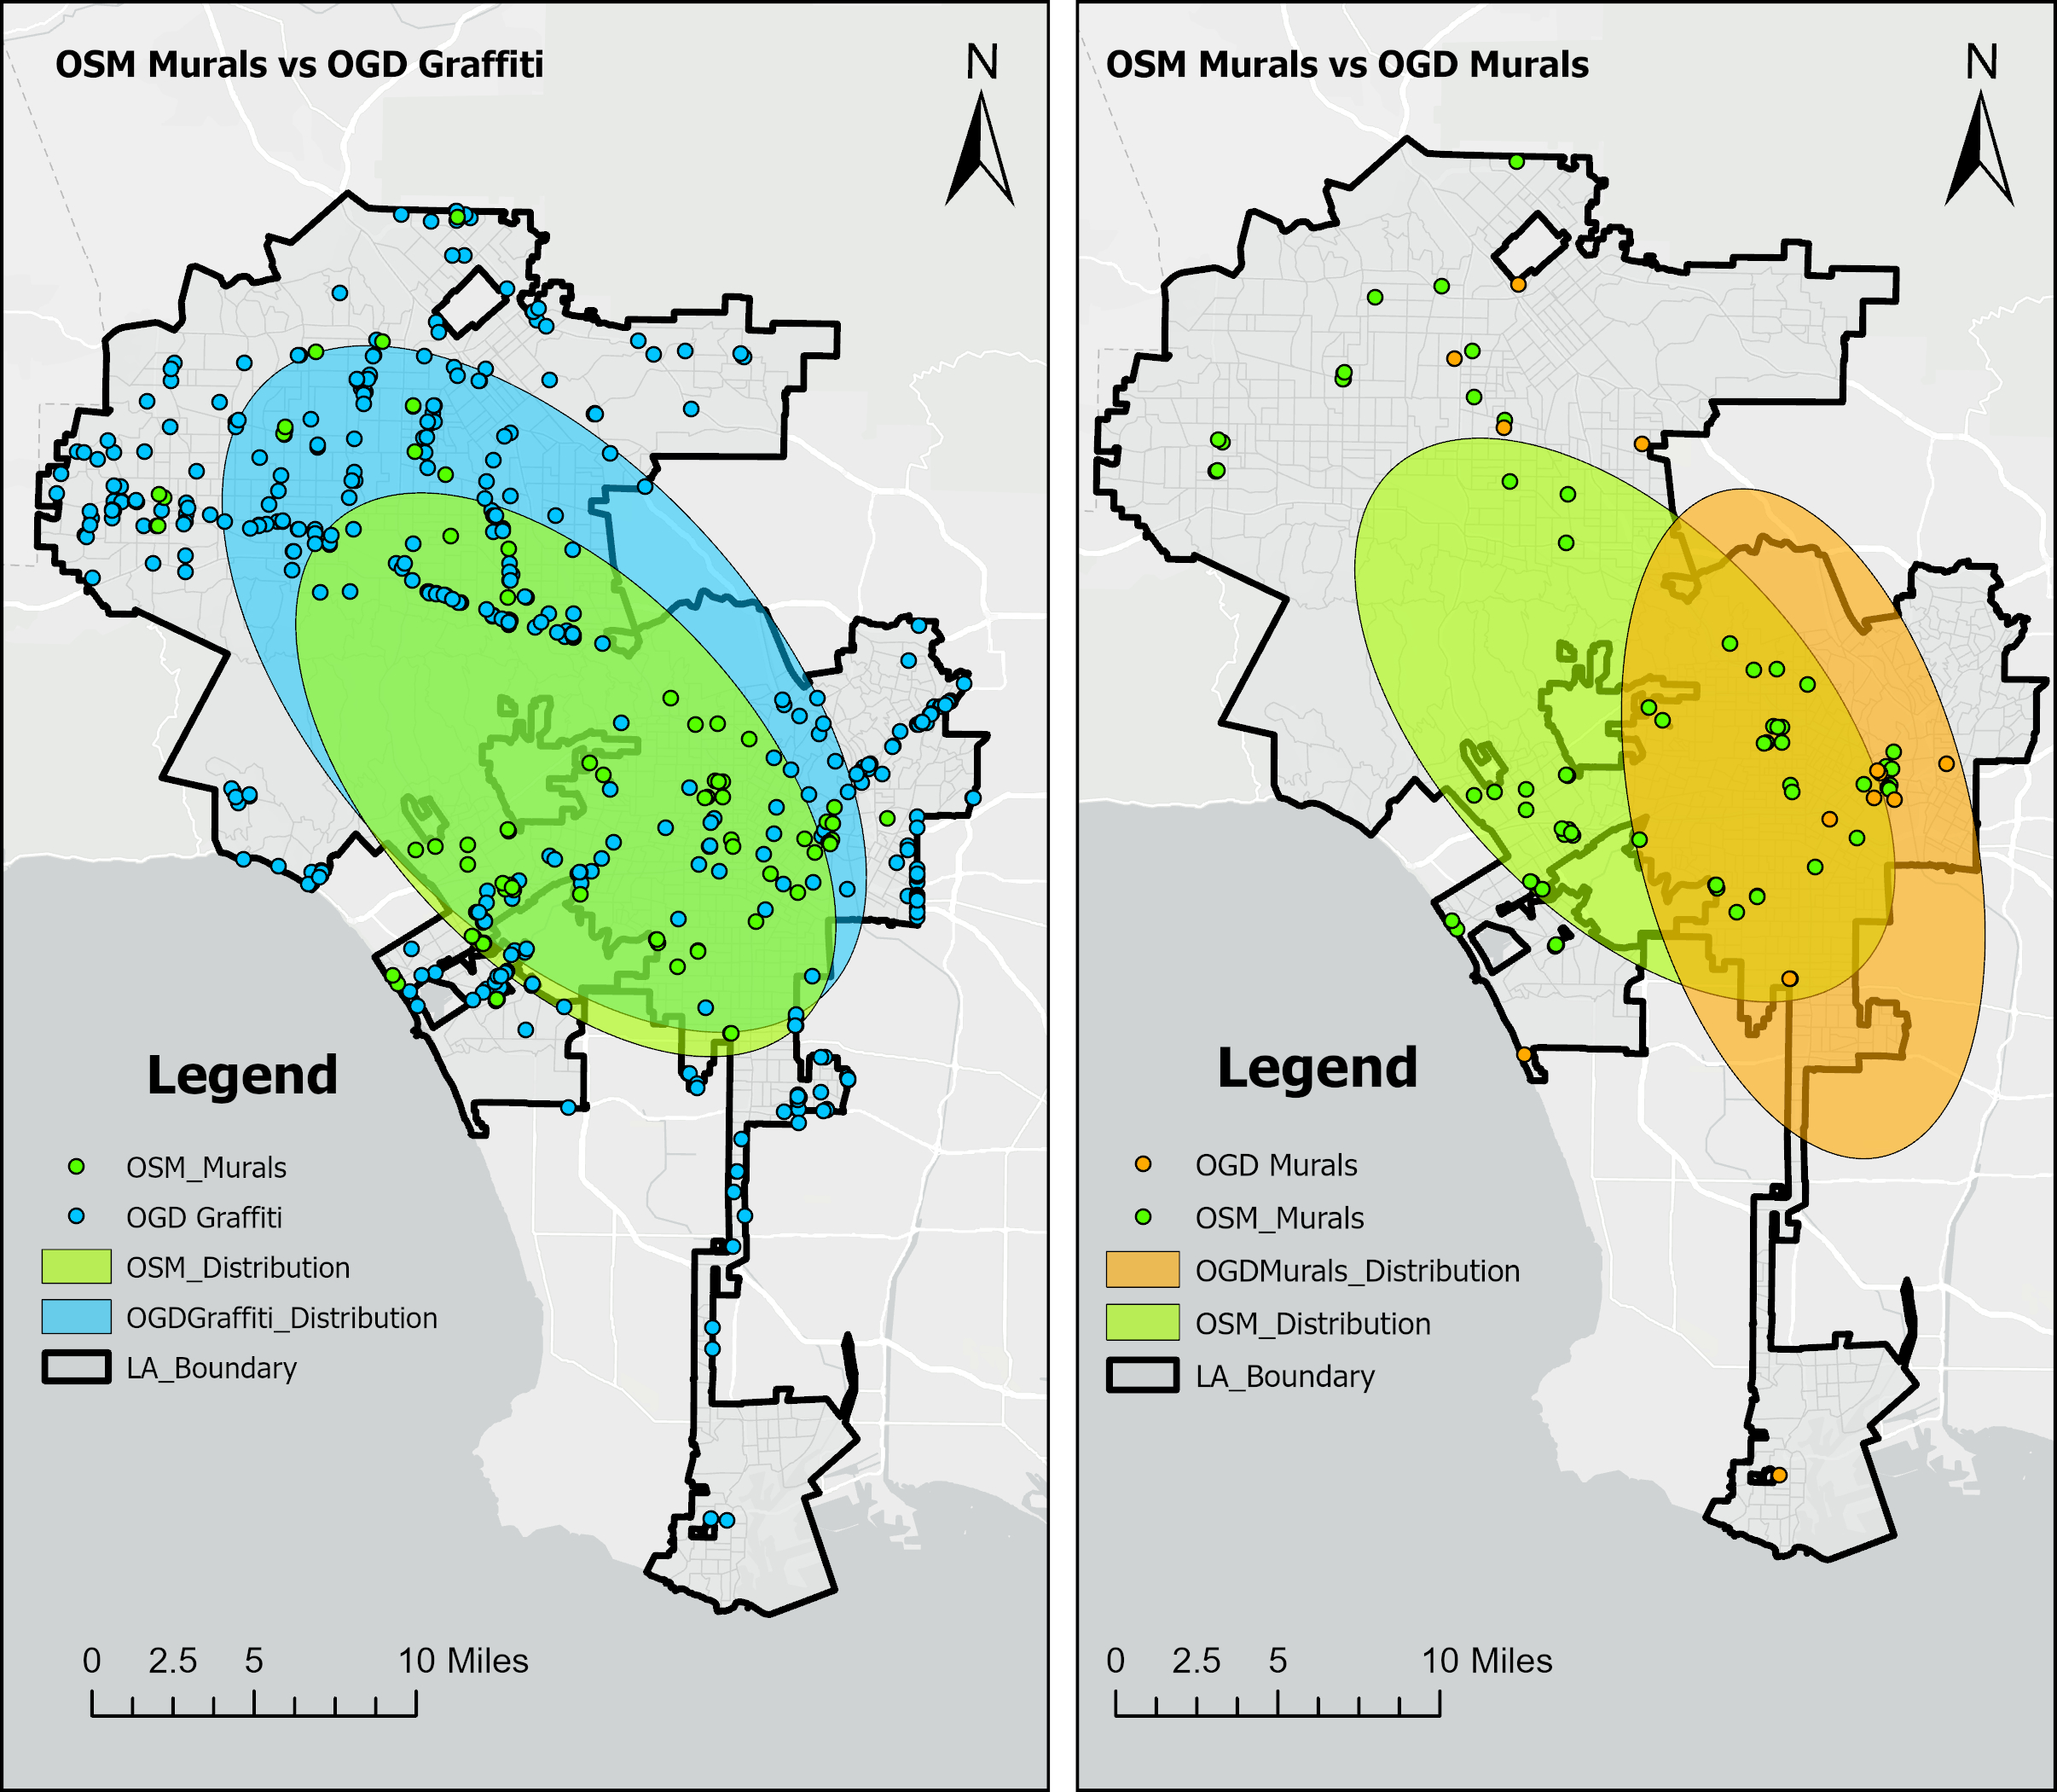 OSM Murals vs OGD Graffiti
N
Legend
OSM_Murals
OGD Graffiti
OSM_Distribution
OGDGraffiti_Distribution
LA_Boundary
0 2.5 5 10 Miles
OSM Murals vs OGD Murals
N
Legend
OGD Murals
OSM_Murals
OGDMurals_Distribution
OSM_Distribution
LA_Boundary
0 2.5 5 10 Miles